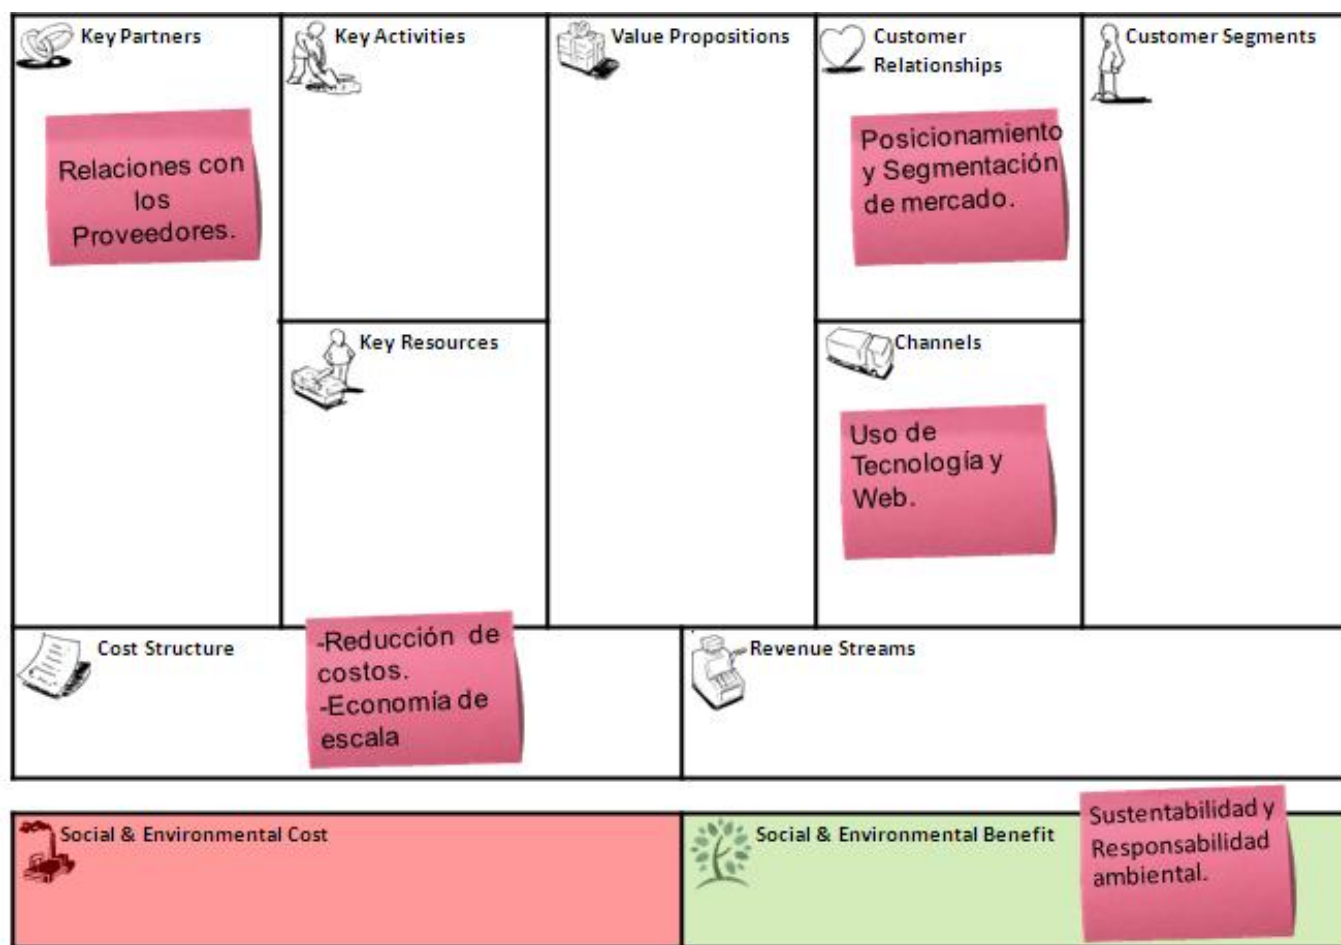 Key Partners
Relaciones con
los
Proveedores.
Key Activities
Key Resources
Value Propositions
Customer
Relationships
Posicionamiento
y Segmentación
de mercado.
Channels
Uso de
Tecnología y
Web.
Customer Segments
Cost Structure
-Reducción de
costos.
-Economía de
escala
Revenue Streams
Social & Environmental Cost
Social & Environmental Benefit
Sustentabilidad y
Responsabilidad
ambiental.